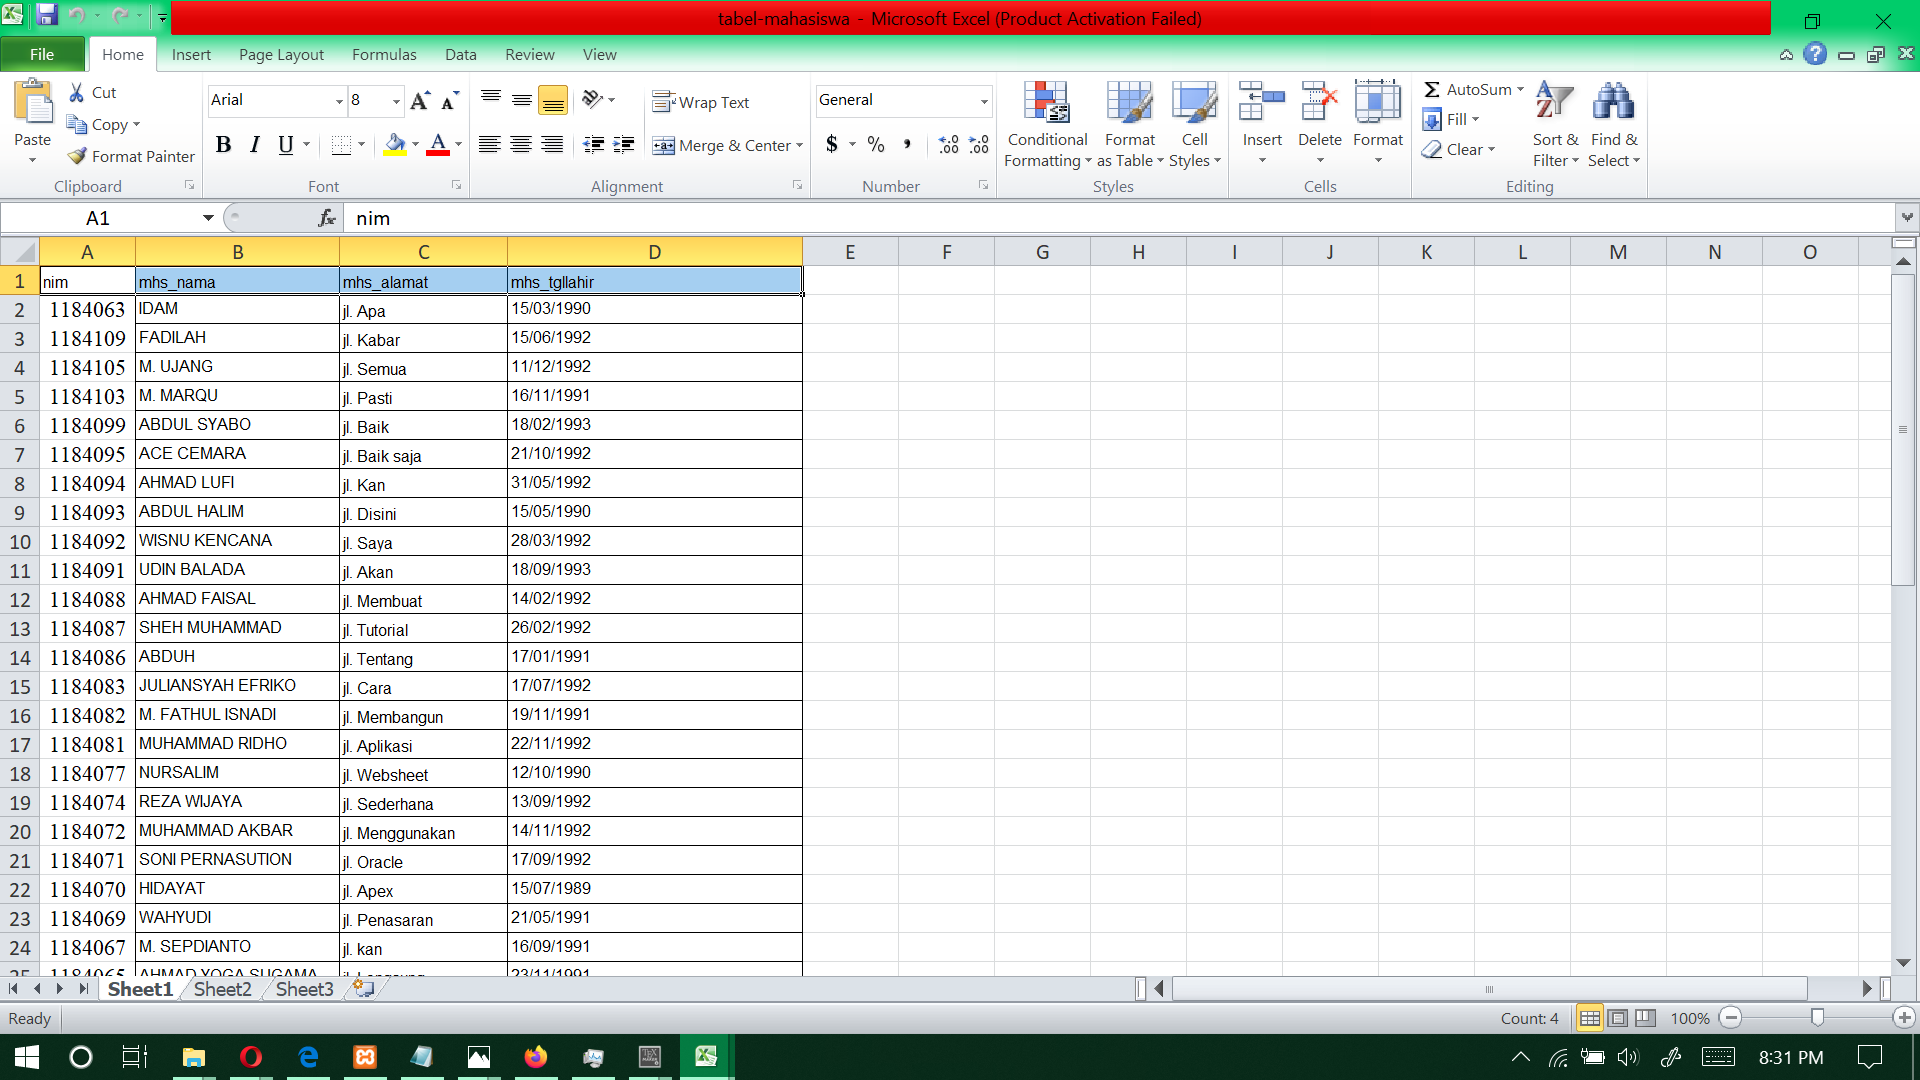 tabel-mahasiswa - Microsoft Excel (Product Activation Failed)
File Home Insert Page Layout Formulas Data Review View
Paste
Cut
Copy
Format Painter
Clipboard
Arial 8
B I U
Font
Wrap Text
Merge & Center
Alignment
General
$ % ,
Number
Conditional Formatting
Format as Table
Cell Styles
Styles
Insert Delete Format
Cells
Σ AutoSum
Fill
Clear
Sort & Filter
Find & Select
Editing
A1 fx nim
A B C D E F G H I J K L M N O
1 nim mhs_nama mhs_alamat mhs_tgllahir
2 1184063 IDAM jl. Apa 15/03/1990
3 1184109 FADILAH jl. Kabar 15/06/1992
4 1184105 M. UJANG jl. Semua 11/12/1992
5 1184103 M. MARQU jl. Pasti 16/11/1991
6 1184099 ABDUL SYABO jl. Baik 18/02/1993
7 1184095 ACE CEMARA jl. Baik saja 21/10/1992
8 1184094 AHMAD LUFI jl. Kan 31/05/1992
9 1184093 ABDUL HALIM jl. Disini 15/05/1990
10 1184092 WISNU KENCANA jl. Saya 28/03/1992
11 1184091 UDIN BALADA jl. Akan 18/09/1993
12 1184088 AHMAD FAISAL jl. Membuat 14/02/1992
13 1184087 SHEH MUHAMMAD jl. Tutorial 26/02/1992
14 1184086 ABDUH jl. Tentang 17/01/1991
15 1184083 JULIANSYAH EFRIKO jl. Cara 17/07/1992
16 1184082 M. FATHUL ISNADI jl. Membangun 19/11/1991
17 1184081 MUHAMMAD RIDHO jl. Aplikasi 22/11/1992
18 1184077 NURSALIM jl. Websheet 12/10/1990
19 1184074 REZA WIJAYA jl. Sederhana 13/09/1992
20 1184072 MUHAMMAD AKBAR jl. Menggunakan 14/11/1992
21 1184071 SONI PERNASUTION jl. Oracle 17/09/1992
22 1184070 HIDAYAT jl. Apex 15/07/1989
23 1184069 WAHYUDI jl. Penasaran 21/05/1991
24 1184067 M. SEPDIANTO jl. kan 16/09/1991
25 1184065 AHMAD YOGA SUGAMA 23/11/1991
Sheet1 Sheet2 Sheet3
Ready Count: 4 100%
8:31 PM